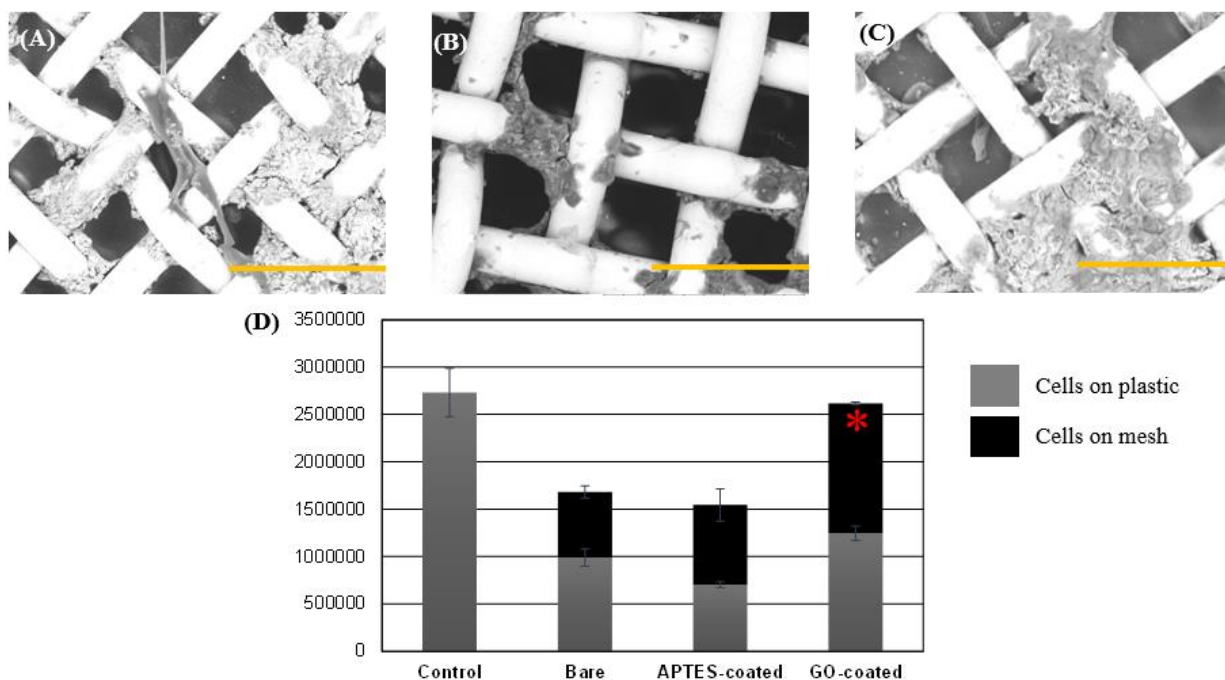 (A)
(B)
(C)
(D)
3500000
3000000
2500000
2000000
1500000
1000000
500000
0
Control
Bare
APTES-coated
GO-coated
*
Cells on plastic
Cells on mesh